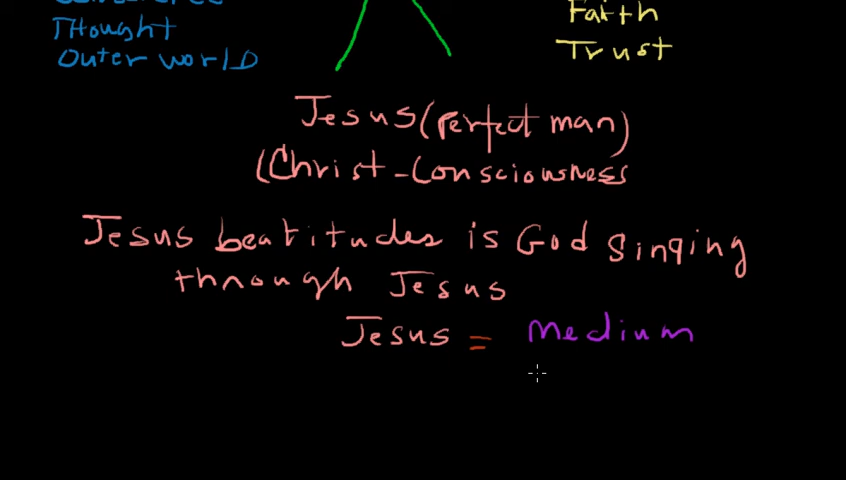 THought
Outer worlD
Faith
Trust
Jesus (perfect man)
(Christ-Consciousness
Jesus beatitudes is God Singing
through Jesus
Jesus = medium